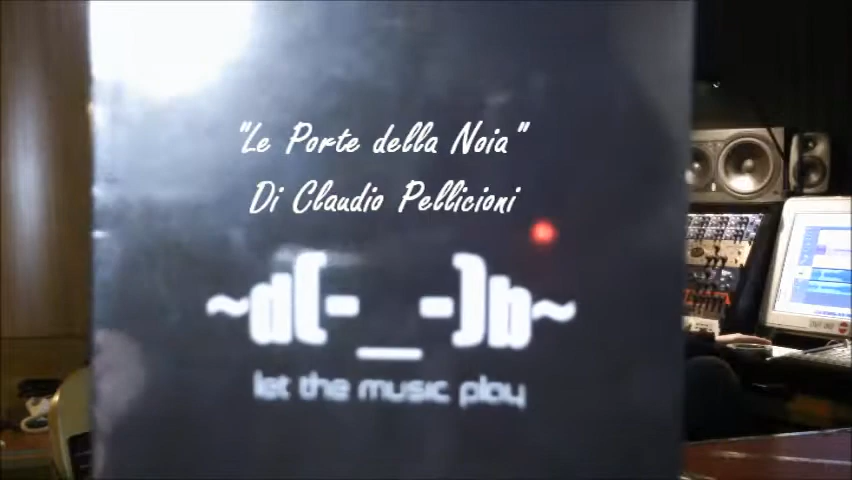 "Le Porte della Noia"
Di Claudio Pellicioni
~d(-_-)b~
let the music play